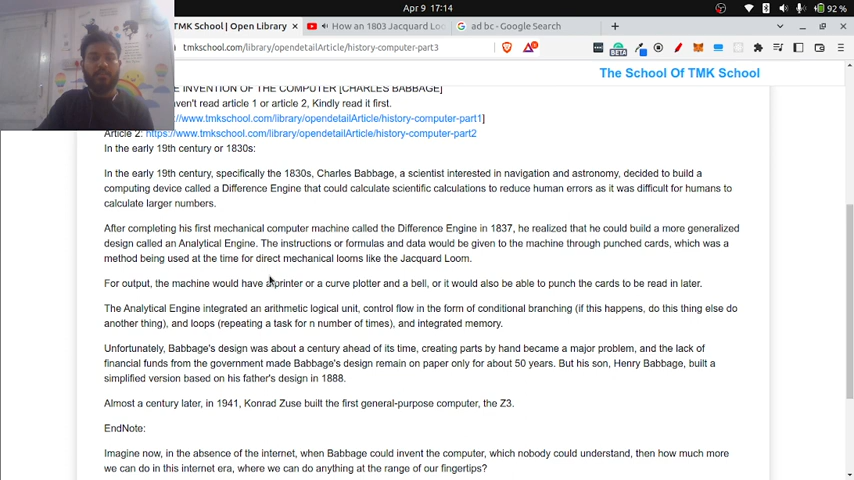 Apr 9 17:14
92 %
TMK School | Open Library
How an 1803 Jacquard Loo
ad bc - Google Search
tmkschool.com/library/opendetailArticle/history-computer-part3
BETA
The School Of TMK School
E INVENTION OF THE COMPUTER [CHARLES BABBAGE]
ven't read article 1 or article 2, Kindly read it first.
://www.tmkschool.com/library/opendetailArticle/history-computer-part1]
Article 2: https://www.tmkschool.com/library/opendetailArticle/history-computer-part2
In the early 19th century or 1830s:
In the early 19th century, specifically the 1830s, Charles Babbage, a scientist interested in navigation and astronomy, decided to build a
computing device called a Difference Engine that could calculate scientific calculations to reduce human errors as it was difficult for humans to
calculate larger numbers.
After completing his first mechanical computer machine called the Difference Engine in 1837, he realized that he could build a more generalized
design called an Analytical Engine. The instructions or formulas and data would be given to the machine through punched cards, which was a
method being used at the time for direct mechanical looms like the Jacquard Loom.
For output, the machine would have a printer or a curve plotter and a bell, or it would also be able to punch the cards to be read in later.
The Analytical Engine integrated an arithmetic logical unit, control flow in the form of conditional branching (if this happens, do this thing else do
another thing), and loops (repeating a task for n number of times), and integrated memory.
Unfortunately, Babbage's design was about a century ahead of its time, creating parts by hand became a major problem, and the lack of
financial funds from the government made Babbage's design remain on paper only for about 50 years. But his son, Henry Babbage, built a
simplified version based on his father's design in 1888.
Almost a century later, in 1941, Konrad Zuse built the first general-purpose computer, the Z3.
EndNote:
Imagine now, in the absence of the internet, when Babbage could invent the computer, which nobody could understand, then how much more
we can do in this internet era, where we can do anything at the range of our fingertips?